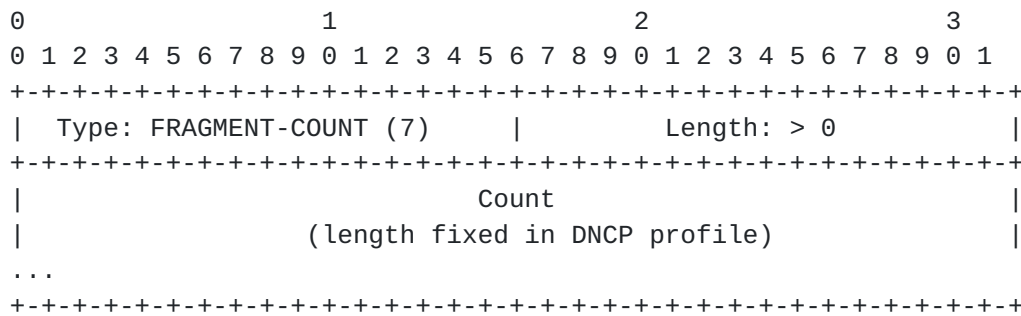 0                   1                   2                   3
0 1 2 3 4 5 6 7 8 9 0 1 2 3 4 5 6 7 8 9 0 1 2 3 4 5 6 7 8 9 0 1
+-+-+-+-+-+-+-+-+-+-+-+-+-+-+-+-+-+-+-+-+-+-+-+-+-+-+-+-+-+-+-+-+
|  Type: FRAGMENT-COUNT (7)     |         Length: > 0           |
+-+-+-+-+-+-+-+-+-+-+-+-+-+-+-+-+-+-+-+-+-+-+-+-+-+-+-+-+-+-+-+-+
|                             Count                             |
|                  (length fixed in DNCP profile)               |
...
+-+-+-+-+-+-+-+-+-+-+-+-+-+-+-+-+-+-+-+-+-+-+-+-+-+-+-+-+-+-+-+-+